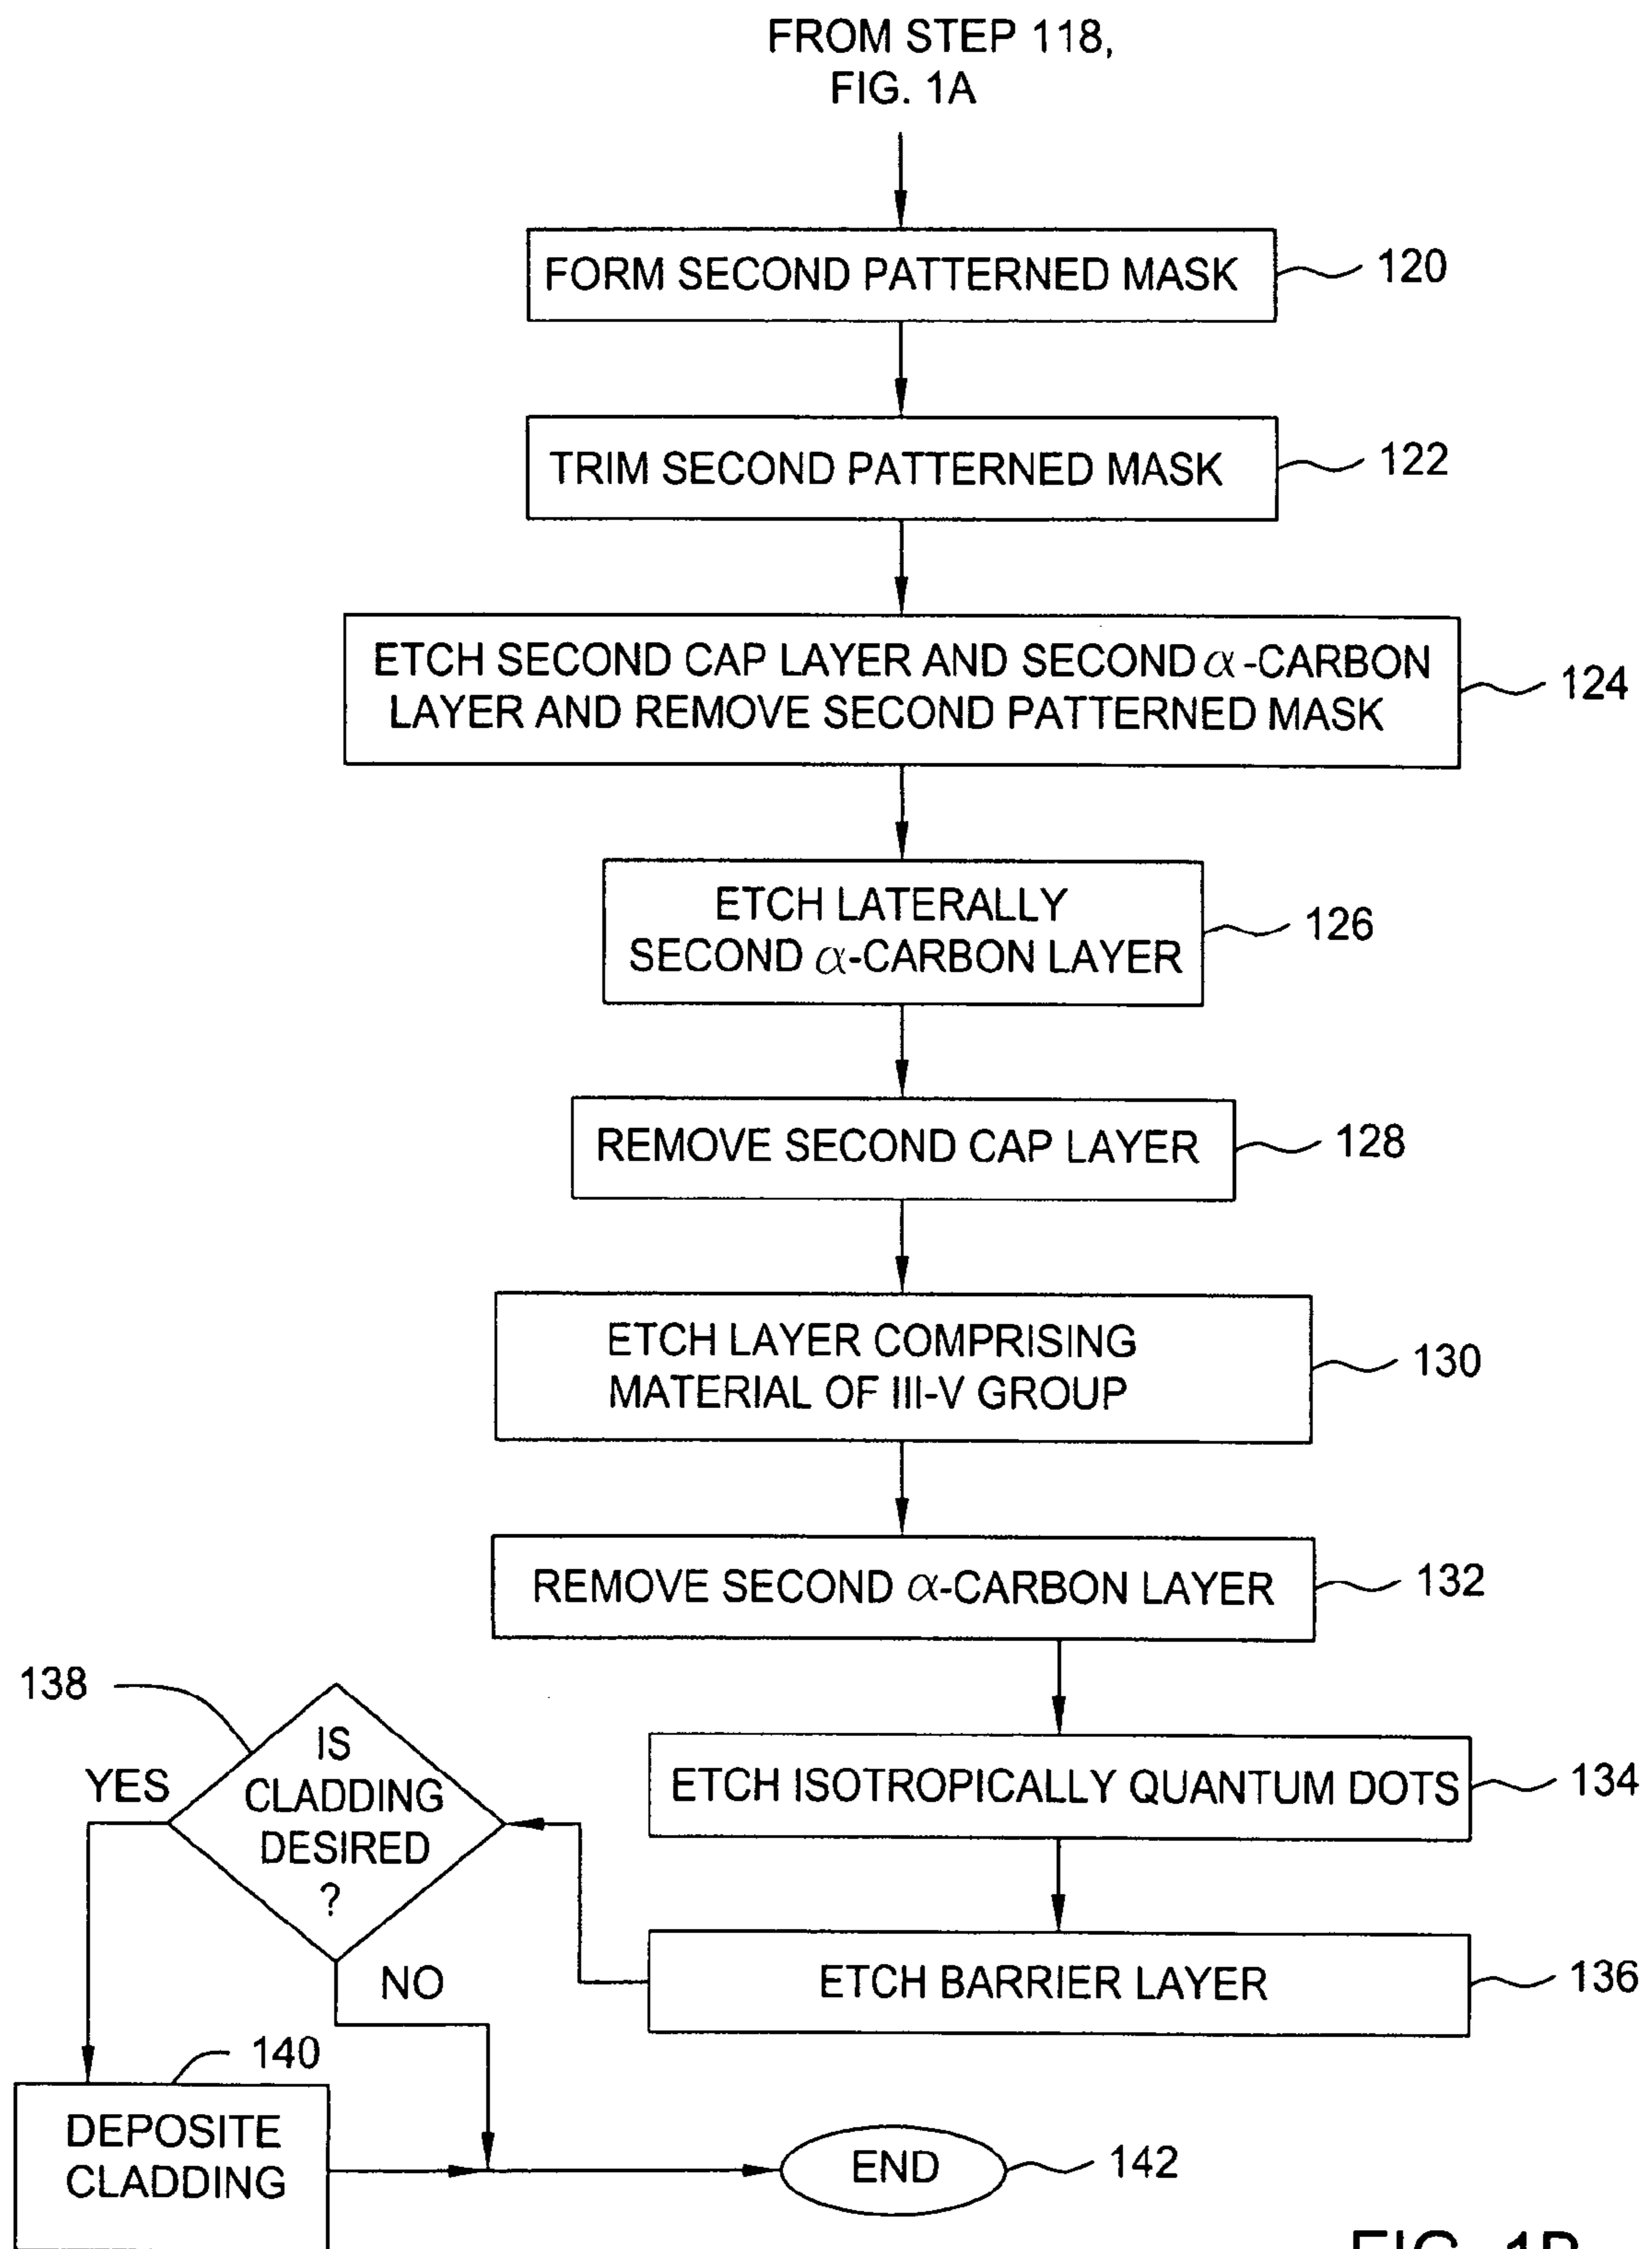 FROM STEP 118,
FIG. 1A
FORM SECOND PATTERNED MASK
120
TRIM SECOND PATTERNED MASK
122
ETCH SECOND CAP LAYER AND SECOND α-CARBON
LAYER AND REMOVE SECOND PATTERNED MASK
124
ETCH LATERALLY
SECOND α-CARBON LAYER
126
REMOVE SECOND CAP LAYER
128
ETCH LAYER COMPRISING
MATERIAL OF III-V GROUP
130
REMOVE SECOND α-CARBON LAYER
132
ETCH ISOTROPICALLY QUANTUM DOTS
134
ETCH BARRIER LAYER
136
138
IS
CLADDING
DESIRED
?
YES
NO
140
DEPOSITE
CLADDING
END
142
FIG. 1B